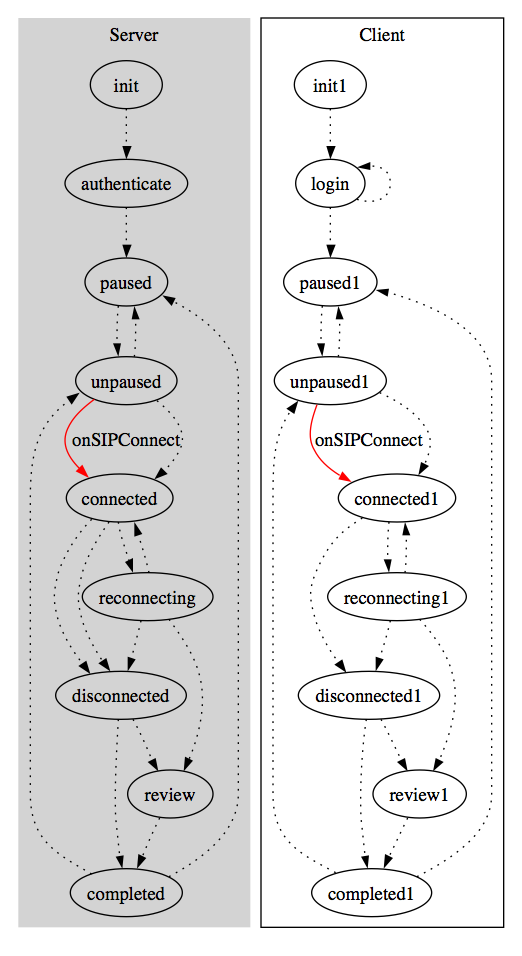 Server
init
authenticate
paused
unpaused
onSIPConnect
connected
reconnecting
disconnected
review
completed
Client
init1
login
paused1
unpaused1
onSIPConnect
connected1
reconnecting1
disconnected1
review1
completed1